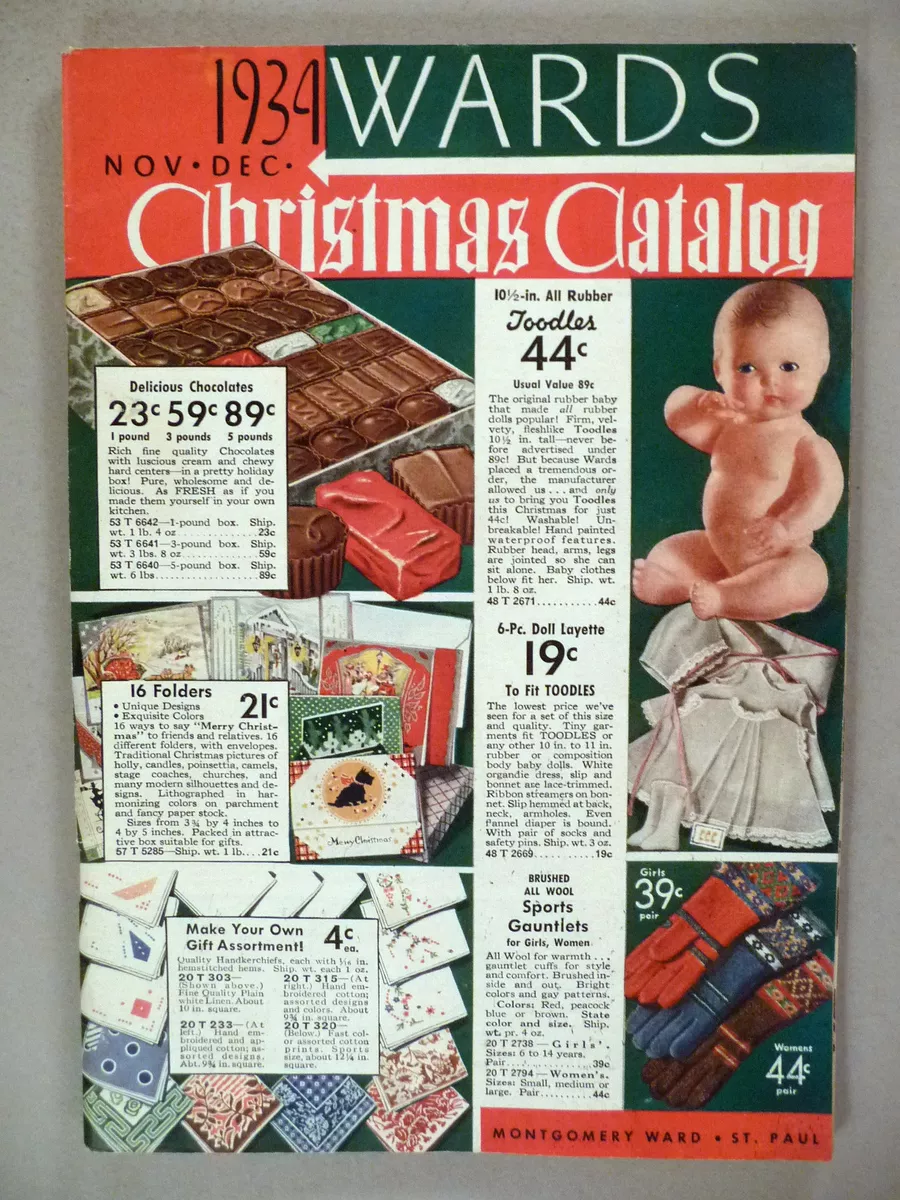 1934 WARDS
NOV • DEC •
Christmas Catalog
Delicious Chocolates
23c 59c 89c
1 pound 3 pounds 5 pounds
Rich fine quality Chocolates
with luscious cream and chewy
hard centers—in a pretty holiday
box! Pure, wholesome and de-
licious. As FRESH as if you
made them yourself in your own
kitchen.
53 T 6642—1-pound box. Ship.
wt. 1 lb. 4 oz..............23c
53 T 6641—3-pound box. Ship.
wt. 3 lbs. 8 oz.............59c
53 T 6640—5-pound box. Ship.
wt. 6 lbs...................89c
10½-in. All Rubber
Toodles
44c
Usual Value 89c
The original rubber baby
that made all rubber
dolls popular! Firm, vel-
vety, fleshlike Toodles
10½ in. tall—never be-
fore advertised under
89c! But because Wards
placed a tremendous or-
der, the manufacturer
allowed us...and only
us to bring you Toodles
this Christmas for just
44c! Washable! Un-
breakable! Hand painted
waterproof features.
Rubber head, arms, legs
are jointed so she can
sit alone. Baby clothes
below fit her. Ship. wt.
1 lb. 8 oz.
48 T 2671...........44c
16 Folders 21c
• Unique Designs
• Exquisite Colors
16 ways to say "Merry Christ-
mas" to friends and relatives. 16
different folders, with envelopes.
Traditional Christmas pictures of
holly, candles, poinsettia, camels,
stage coaches, churches, and
many modern silhouettes and de-
signs. Lithographed in har-
monizing colors on parchment
and fancy paper stock.
Sizes from 3¾ by 4 inches to
4 by 5 inches. Packed in attrac-
tive box suitable for gifts.
57 T 5285—Ship. wt. 1 lb....21c
Merry Christmas
6-Pc. Doll Layette
19c
To Fit TOODLES
The lowest price we've
seen for a set of this size
and quality. Tiny gar-
ments fit TOODLES or
any other 10 in. to 11 in.
rubber or composition
body baby dolls. White
organdie dress, slip and
bonnet are lace-trimmed.
Ribbon streamers on bon-
net. Slip hemmed at back,
neck, armholes. Even
flannel diaper is bound.
With pair of socks and
safety pins. Ship. wt. 3 oz.
48 T 2669...........19c
Make Your Own
Gift Assortment! 4c ea.
Quality Handkerchiefs, each with 1/16 in.
hemstitched hems. Ship. wt. each 1 oz.
20 T 303—
(Shown above.)
Fine Quality Plain
white Linen. About
10 in. square.
20 T 233—(At
left.) Hand em-
broidered and ap-
pliqued cotton; as-
sorted designs.
Abt. 9¾ in. square.
20 T 315—(At
right.) Hand em-
broidered cotton;
assorted designs
and colors. About
9¾ in. square.
20 T 320—
(Below.) Fast col-
or assorted cotton
prints. Sports
size, about 12¼ in.
square.
BRUSHED
ALL WOOL
Sports
Gauntlets
for Girls, Women
All Wool for warmth...
gauntlet cuffs for style
and comfort. Brushed in-
side and out. Bright
colors and gay patterns.
Colors: Red, peacock
blue or brown. State
color and size. Ship.
wt. pr. 4 oz.
20 T 2738—Girls'.
Sizes: 6 to 14 years.
Pair................39c
20 T 2794—Women's.
Sizes: Small, medium or
large. Pair..........44c
Girls
39c
pair
Womens
44c
pair
MONTGOMERY WARD • ST. PAUL